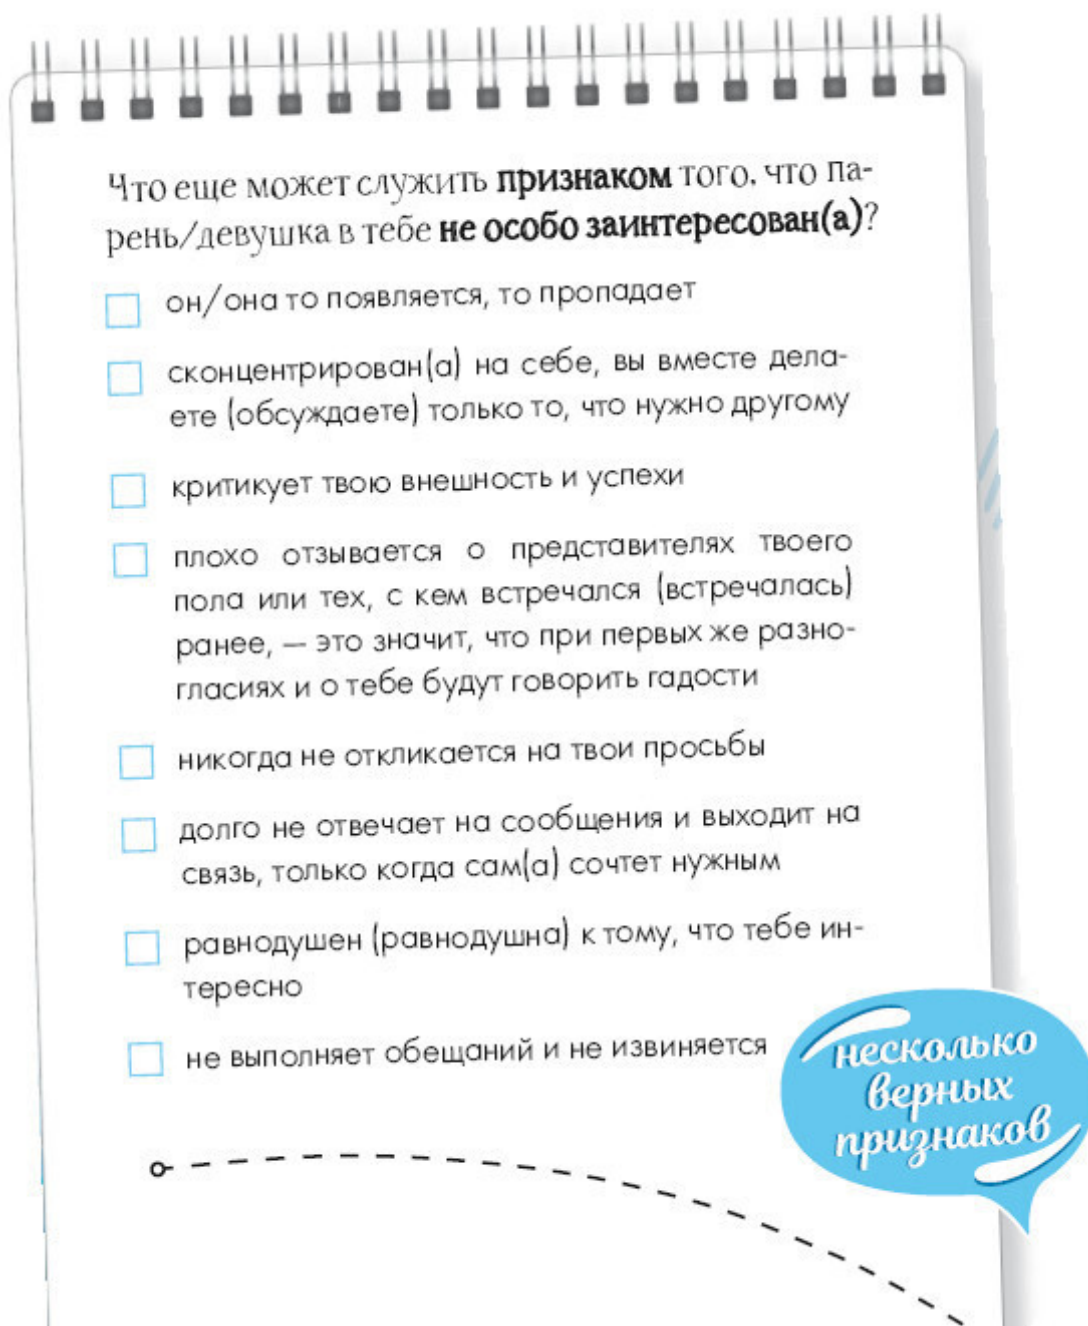 Что еще может служить признаком того, что па-
рень/девушка в тебе не особо заинтересован(а)?
он/она то появляется, то пропадает
сконцентрирован(а) на себе, вы вместе дела-
ете (обсуждаете) только то, что нужно другому
критикует твою внешность и успехи
плохо отзывается о представителях твоего
пола или тех, с кем встречался (встречалась)
ранее, — это значит, что при первых же разно-
гласиях и о тебе будут говорить гадости
никогда не откликается на твои просьбы
долго не отвечает на сообщения и выходит на
связь, только когда сам(а) сочтет нужным
равнодушен (равнодушна) к тому, что тебе ин-
тересно
не выполняет обещаний и не извиняется
несколько
верных
признаков